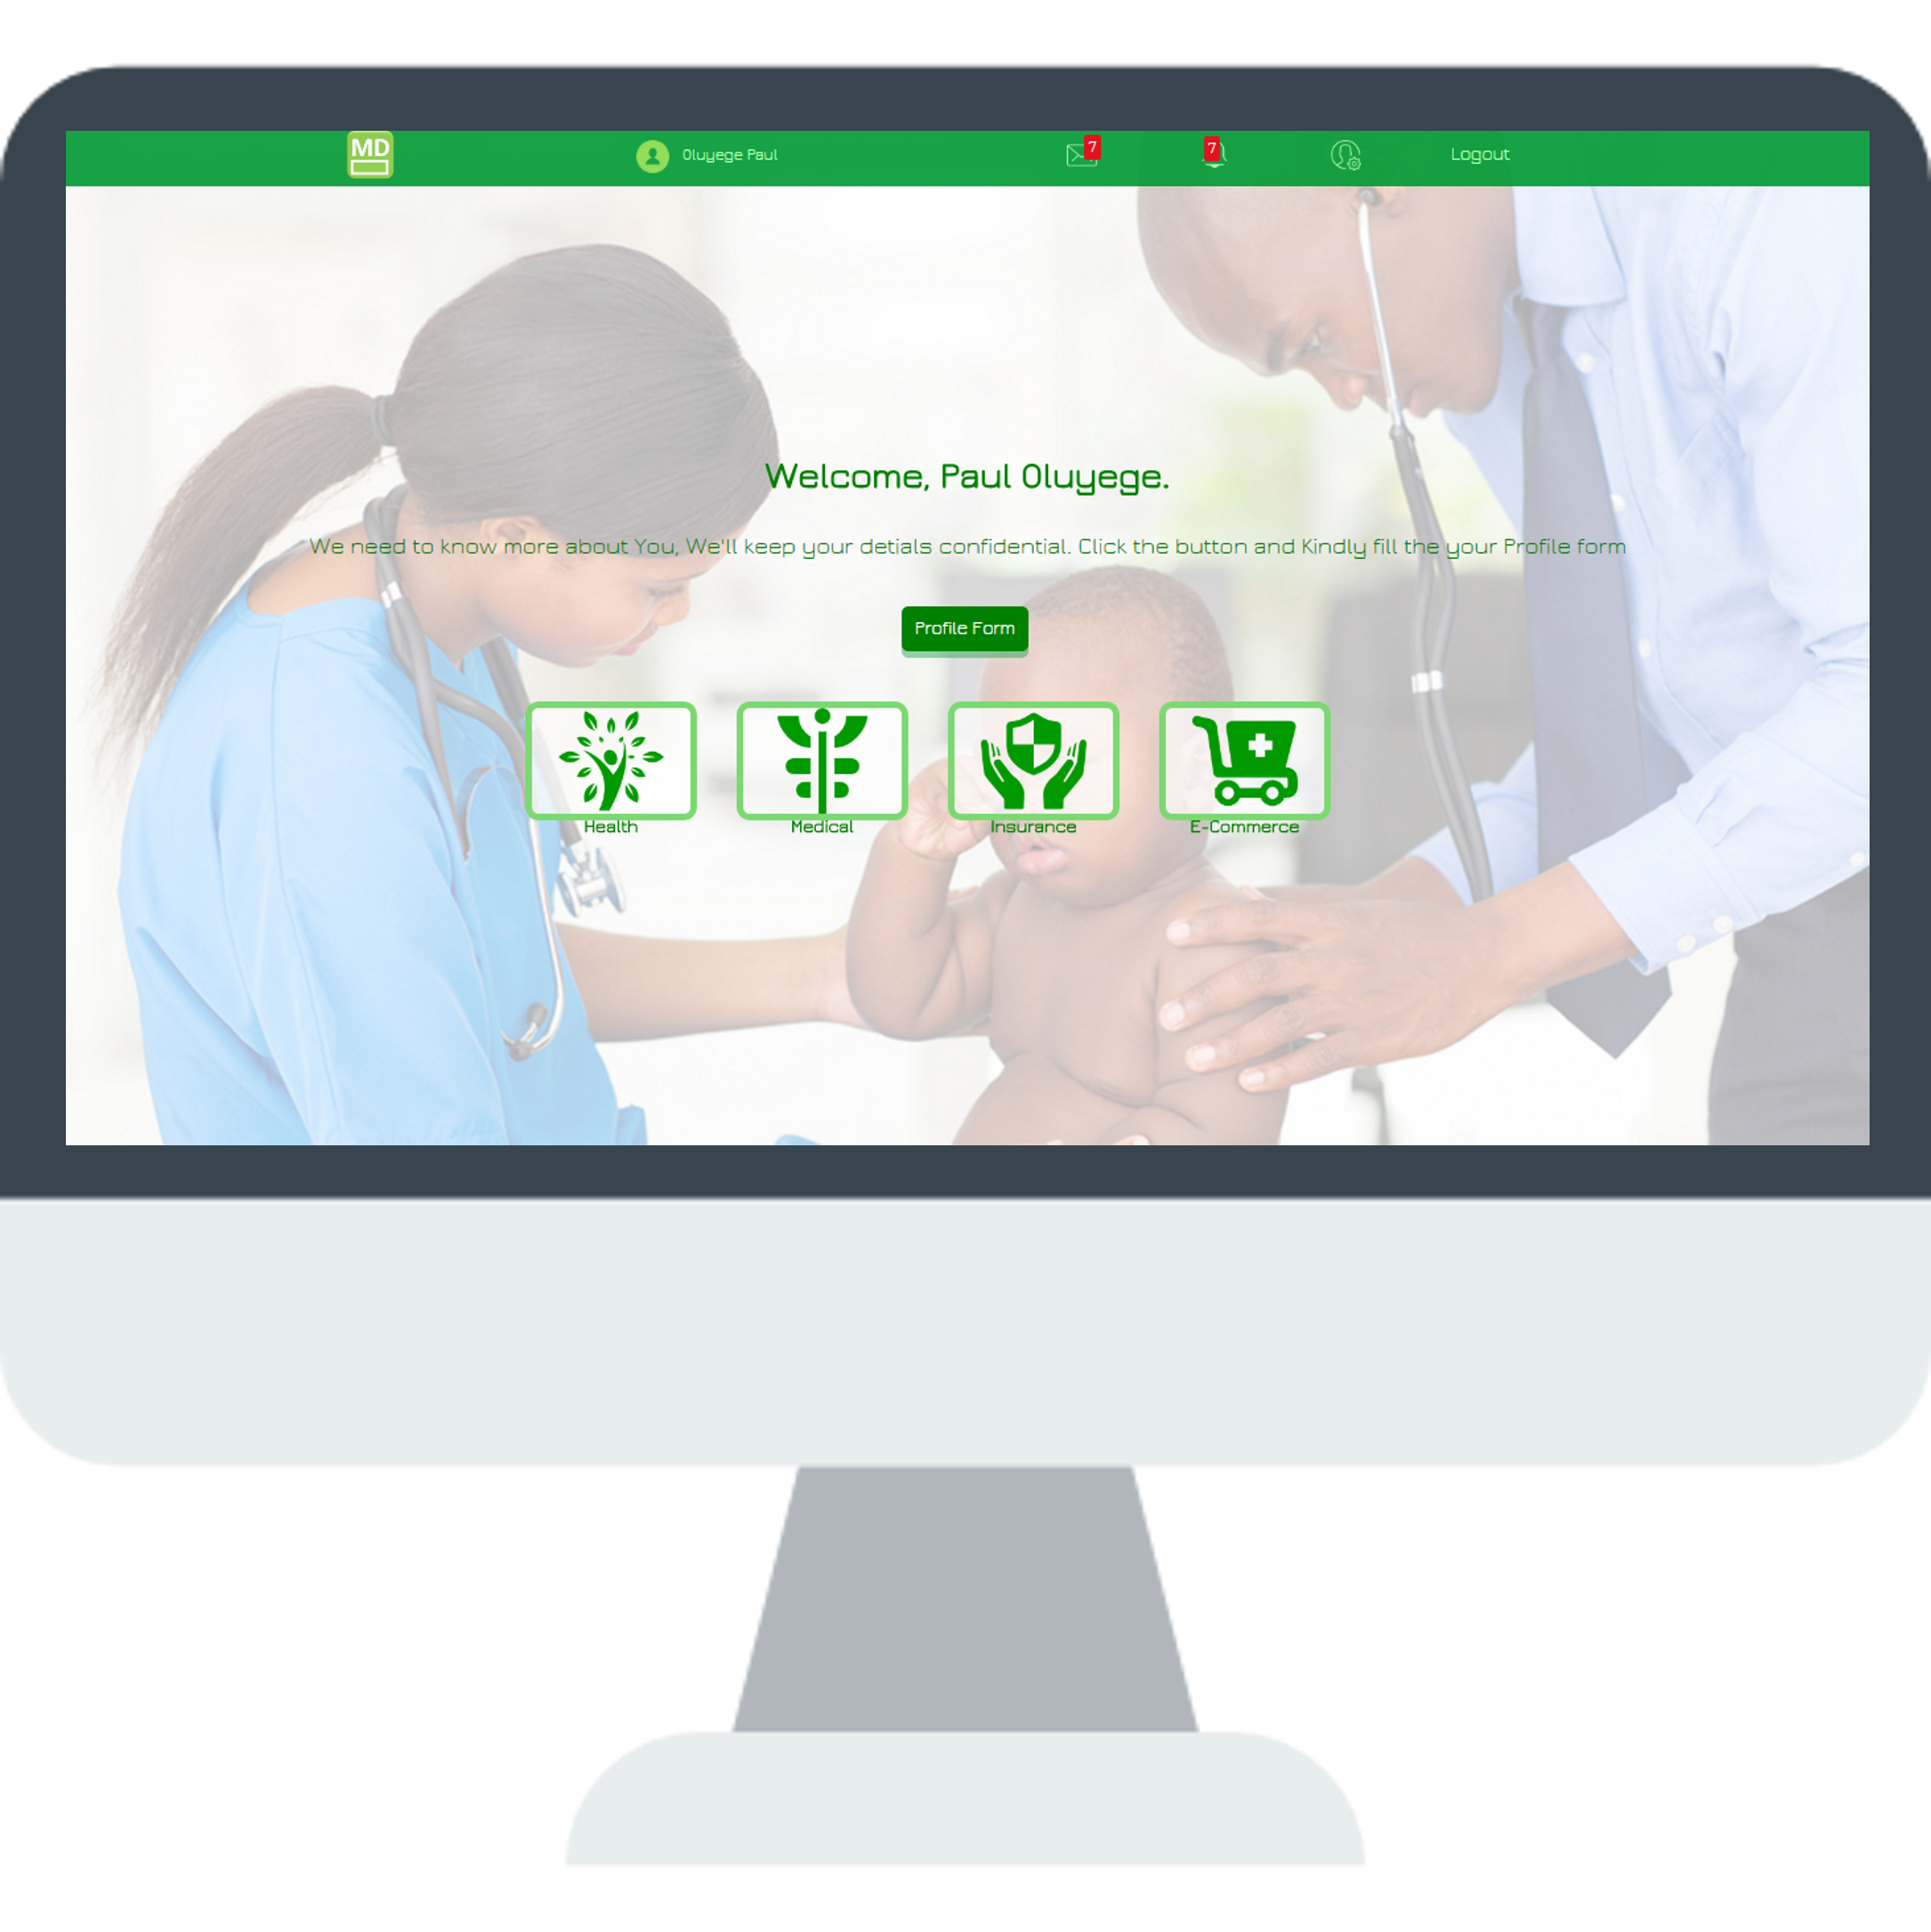 MD
Oluyege Paul
7
7
Logout
Welcome, Paul Oluyege.
We need to know more about You, We'll keep your detials confidential. Click the button and Kindly fill the your Profile form
Profile Form
Health
Medical
Insurance
E-Commerce